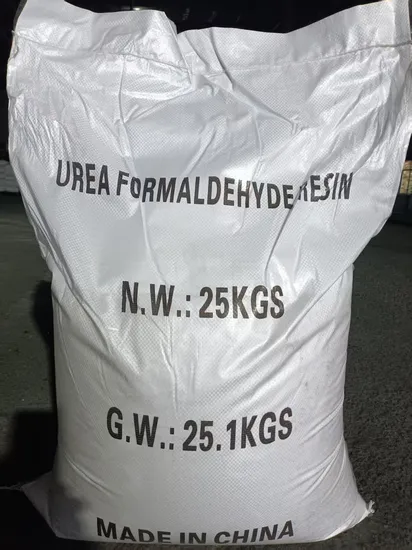 UREA FORMALDEHYDE RESIN
N.W.: 25KGS
G.W.: 25.1KGS
MADE IN CHINA